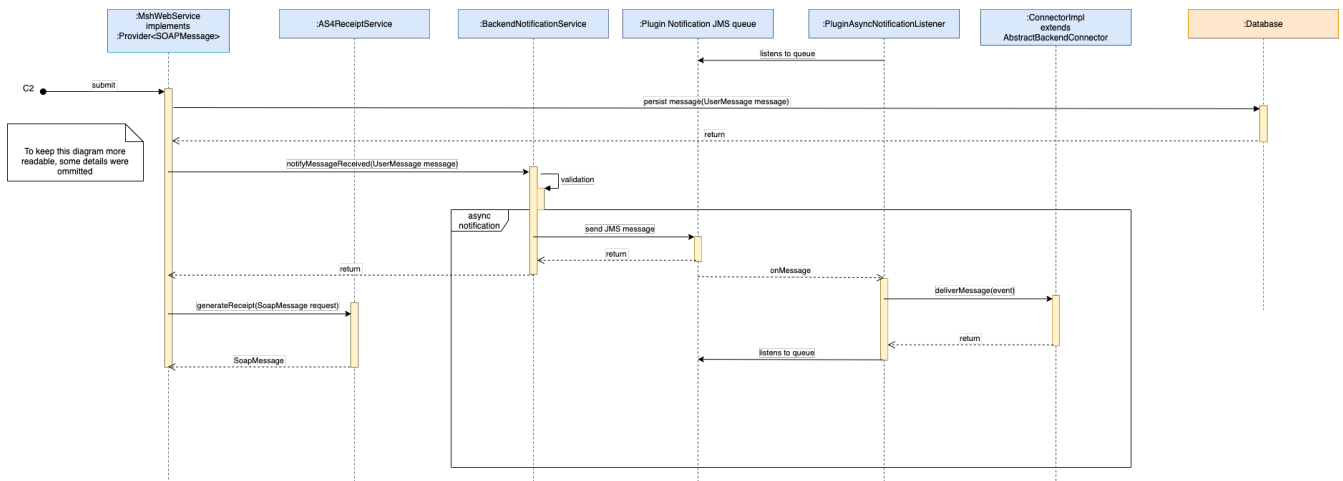 :MshWebService
implements
:Provider<SOAPMessage>
:AS4ReceiptService
:BackendNotificationService
:Plugin Notification JMS queue
:PluginAsyncNotificationListener
:ConnectorImpl
extends
AbstractBackendConnector
:Database
listens to queue
C2
submit
persist message(UserMessage message)
return
To keep this diagram more
readable, some details were
ommitted
notifyMessageReceived(UserMessage message)
validation
async
notification
send JMS message
return
return
onMessage
deliverMessage(event)
generateReceipt(SoapMessage request)
return
listens to queue
SoapMessage